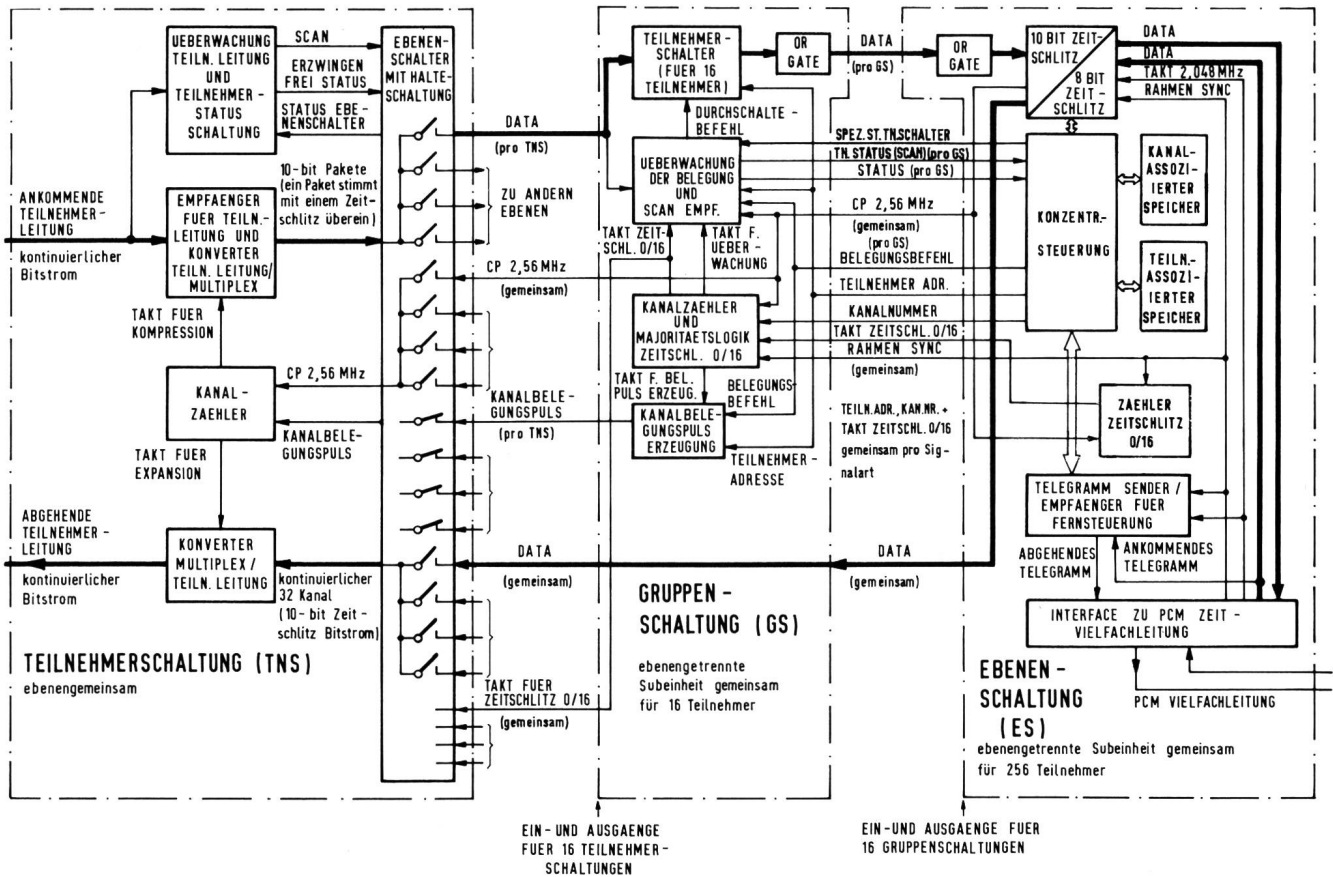 UEBERWACHUNG
TEILN. LEITUNG
UND
TEILNEHMER-
STATUS
SCHALTUNG
SCAN
ERZWINGEN
FREI STATUS
STATUS EBE-
NENSCHALTER
EBENEN-
SCHALTER
MIT HALTE-
SCHALTUNG
ANKOMMENDE
TEILNEHMER-
LEITUNG
kontinuierlicher
Bitstrom
EMPFAENGER
FUER TEILN.-
LEITUNG UND
KONVERTER
TEILN. LEITUNG/
MULTIPLEX
10-bit Pakete
(ein Paket stimmt
mit einem Zeit-
schlitz überein)
TAKT FUER
KOMPRESSION
KANAL-
ZAEHLER
CP 2,56 MHz
KANALBELE-
GUNGSPULS
TAKT FUER
EXPANSION
ABGEHENDE
TEILNEHMER-
LEITUNG
kontinuierlicher
Bitstrom
KONVERTER
MULTIPLEX/
TEILN. LEITUNG
kontinuierlicher
32 Kanal
(10-bit Zeit-
schlitz Bitstrom)
TEILNEHMERSCHALTUNG (TNS)
ebenengemeinsam
DATA
(pro TNS)
ZU ANDERN
EBENEN
CP 2,56 MHz
(gemeinsam)
KANALBELE-
GUNGSPULS
(pro TNS)
DATA
(gemeinsam)
TAKT FUER
ZEITSCHLITZ 0/16
(gemeinsam)
TEILNEHMER-
SCHALTER
(FUER 16
TEILNEHMER)
OR
GATE
DATA
(pro GS)
OR
GATE
DURCHSCHALTE-
BEFEHL
UEBERWACHUNG
DER BELEGUNG
UND
SCAN EMPF.
TAKT ZEIT-
SCHL. 0/16
TAKT F.
UEBER-
WACHUNG
KANALZAEHLER
UND
MAJORITAETSLOGIK
ZEITSCHL. 0/16
TAKT F. BEL.
PULS ERZEUG.
BELEGUNGS-
BEFEHL
KANALBELE-
GUNGSPULS
ERZEUGUNG
TEILNEHMER-
ADRESSE
SPEZ.ST.TN.SCHALTER
TN. STATUS (SCAN)(pro GS)
STATUS (pro GS)
CP 2,56 MHz
(gemeinsam)
(pro GS)
BELEGUNGSBEFEHL
TEILNEHMER ADR.
KANALNUMMER
TAKT ZEITSCHL. 0/16
RAHMEN SYNC
(gemeinsam)
TEILN.ADR.,KAN.NR.+
TAKT ZEITSCHL. 0/16
gemeinsam pro Sig-
nalart
DATA
(gemeinsam)
GRUPPEN-
SCHALTUNG (GS)
ebenengetrennte
Subeinheit gemeinsam
für 16 Teilnehmer
10 BIT ZEIT-
SCHLITZ
8 BIT
ZEIT-
SCHLITZ
DATA
DATA
TAKT 2,048 MHz
RAHMEN SYNC
KONZENTR.-
STEUERUNG
KANAL-
ASSOZI-
IERTER
SPEICHER
TEILN.-
ASSOZI-
IERTER
SPEICHER
ZAEHLER
ZEITSCHLITZ
0/16
TELEGRAMM SENDER/
EMPFAENGER FUER
FERNSTEUERUNG
ABGEHENDES
TELEGRAMM
ANKOMMENDES
TELEGRAMM
INTERFACE ZU PCM ZEIT-
VIELFACHLEITUNG
PCM VIELFACHLEITUNG
EBENEN-
SCHALTUNG
(ES)
ebenengetrennte Subeinheit gemeinsam
für 256 Teilnehmer
EIN-UND AUSGAENGE
FUER 16 TEILNEHMER-
SCHALTUNGEN
EIN-UND AUSGAENGE FUER
16 GRUPPENSCHALTUNGEN